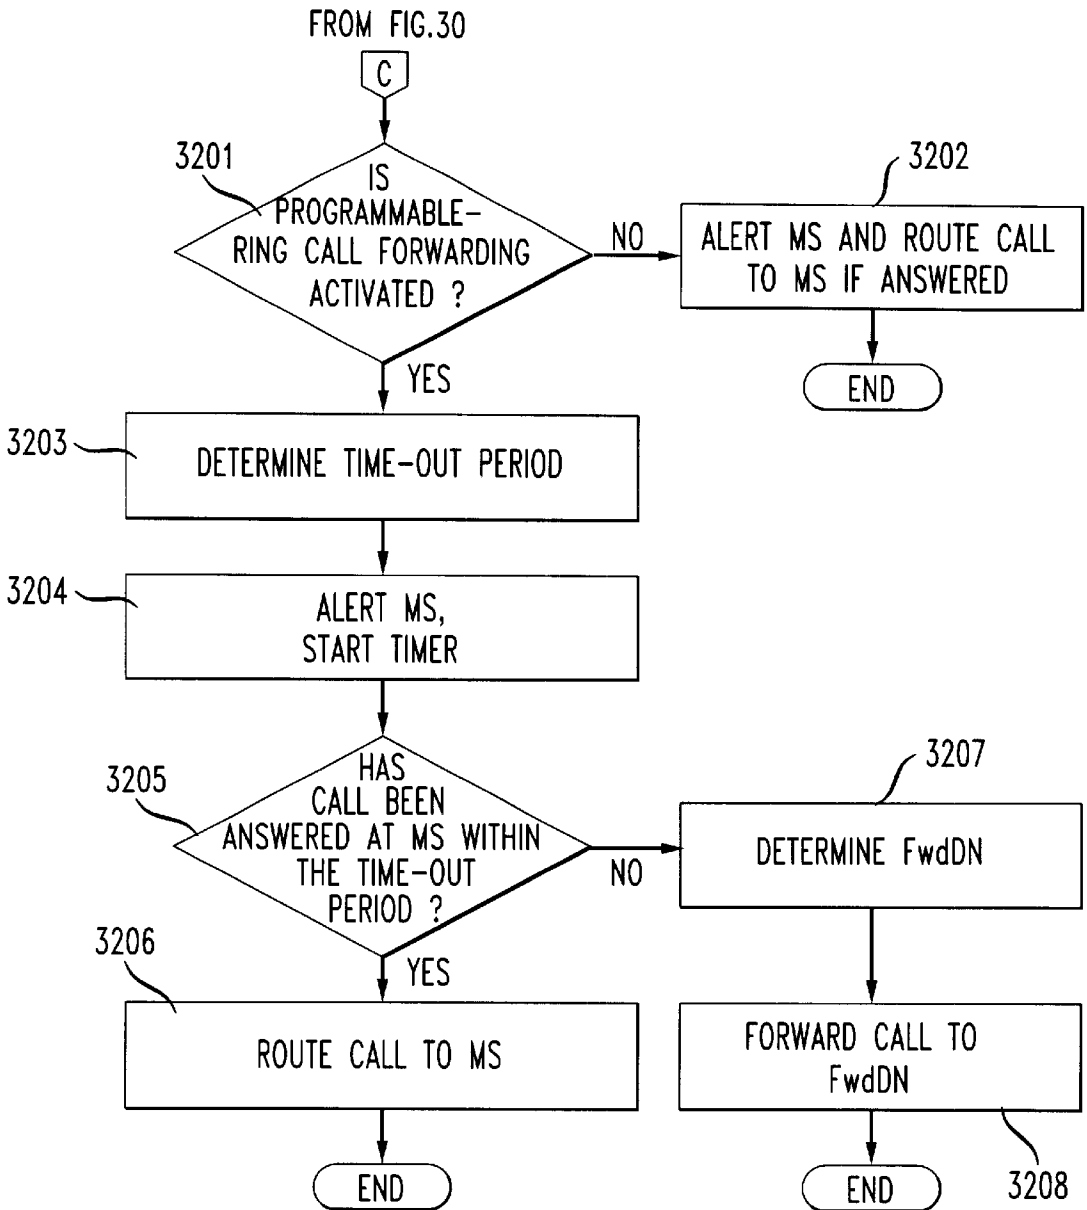 FROM FIG.30
C
3201
IS
PROGRAMMABLE-
RING CALL FORWARDING
ACTIVATED ?
NO
3202
ALERT MS AND ROUTE CALL
TO MS IF ANSWERED
END
YES
3203
DETERMINE TIME-OUT PERIOD
3204
ALERT MS,
START TIMER
3205
HAS
CALL BEEN
ANSWERED AT MS WITHIN
THE TIME-OUT
PERIOD ?
NO
3207
DETERMINE FwdDN
YES
3206
ROUTE CALL TO MS
END
FORWARD CALL TO
FwdDN
3208
END